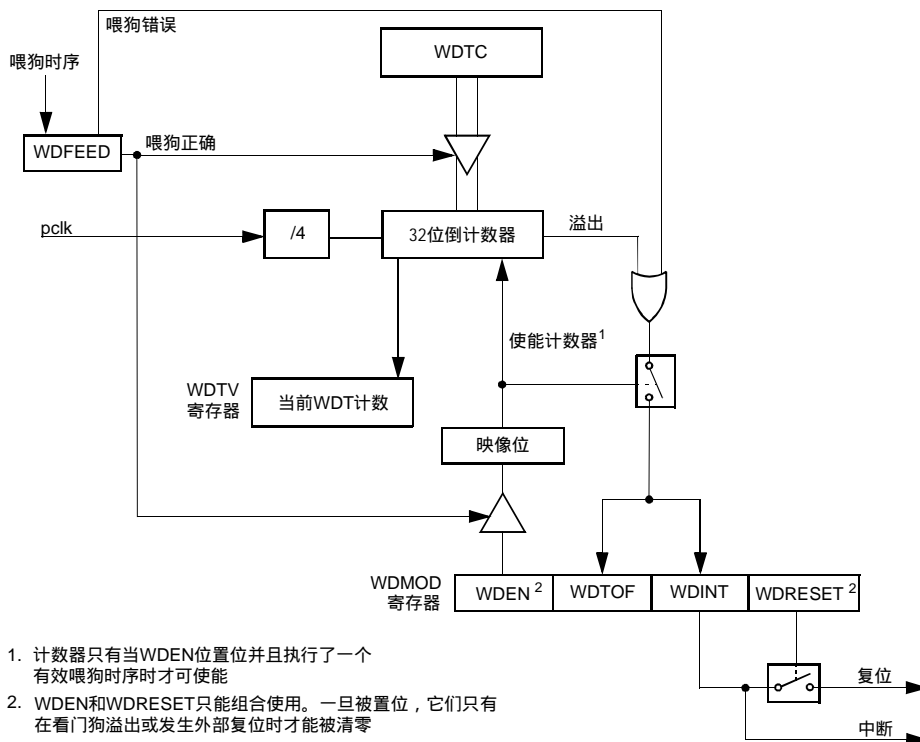 喂狗错误
WDTC
喂狗时序
WDFEED
喂狗正确
pclk
/4
32位倒计数器
溢出
使能计数器1
WDTV
寄存器
当前WDT计数
映像位
WDMOD
寄存器
WDEN 2
WDTOF
WDINT
WDRESET 2
复位
中断
1. 计数器只有当WDEN位置位并且执行了一个
有效喂狗时序时才可使能
2. WDEN和WDRESET只能组合使用。一旦被置位，它们只有
在看门狗溢出或发生外部复位时才能被清零